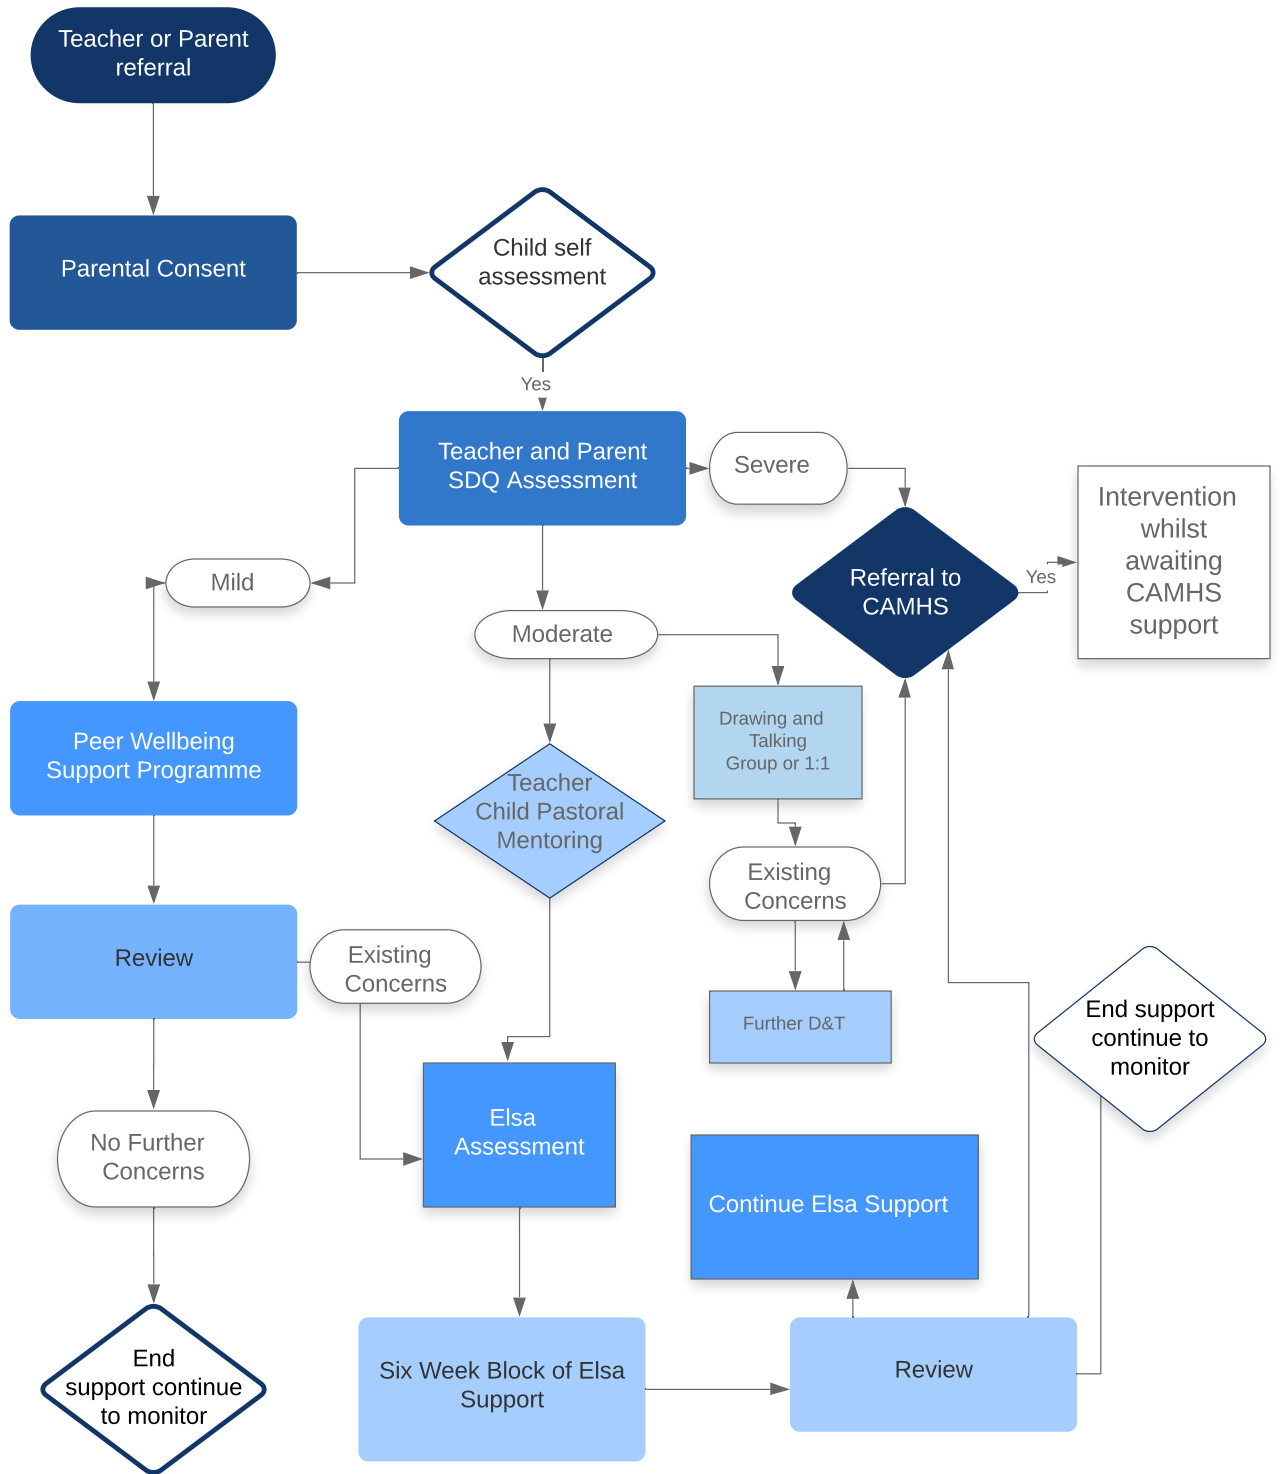 Teacher or Parent
referral
Parental Consent
Child self
assessment
Yes
Teacher and Parent
SDQ Assessment
Severe
Mild
Moderate
Referral to
CAMHS
Yes
Intervention
whilst
awaiting
CAMHS
support
Peer Wellbeing
Support Programme
Teacher
Child Pastoral
Mentoring
Drawing and
Talking
Group or 1:1
Existing
Concerns
Review
Existing
Concerns
Further D&T
End support
continue to
monitor
No Further
Concerns
Elsa
Assessment
Continue Elsa Support
End
support continue
to monitor
Six Week Block of Elsa
Support
Review